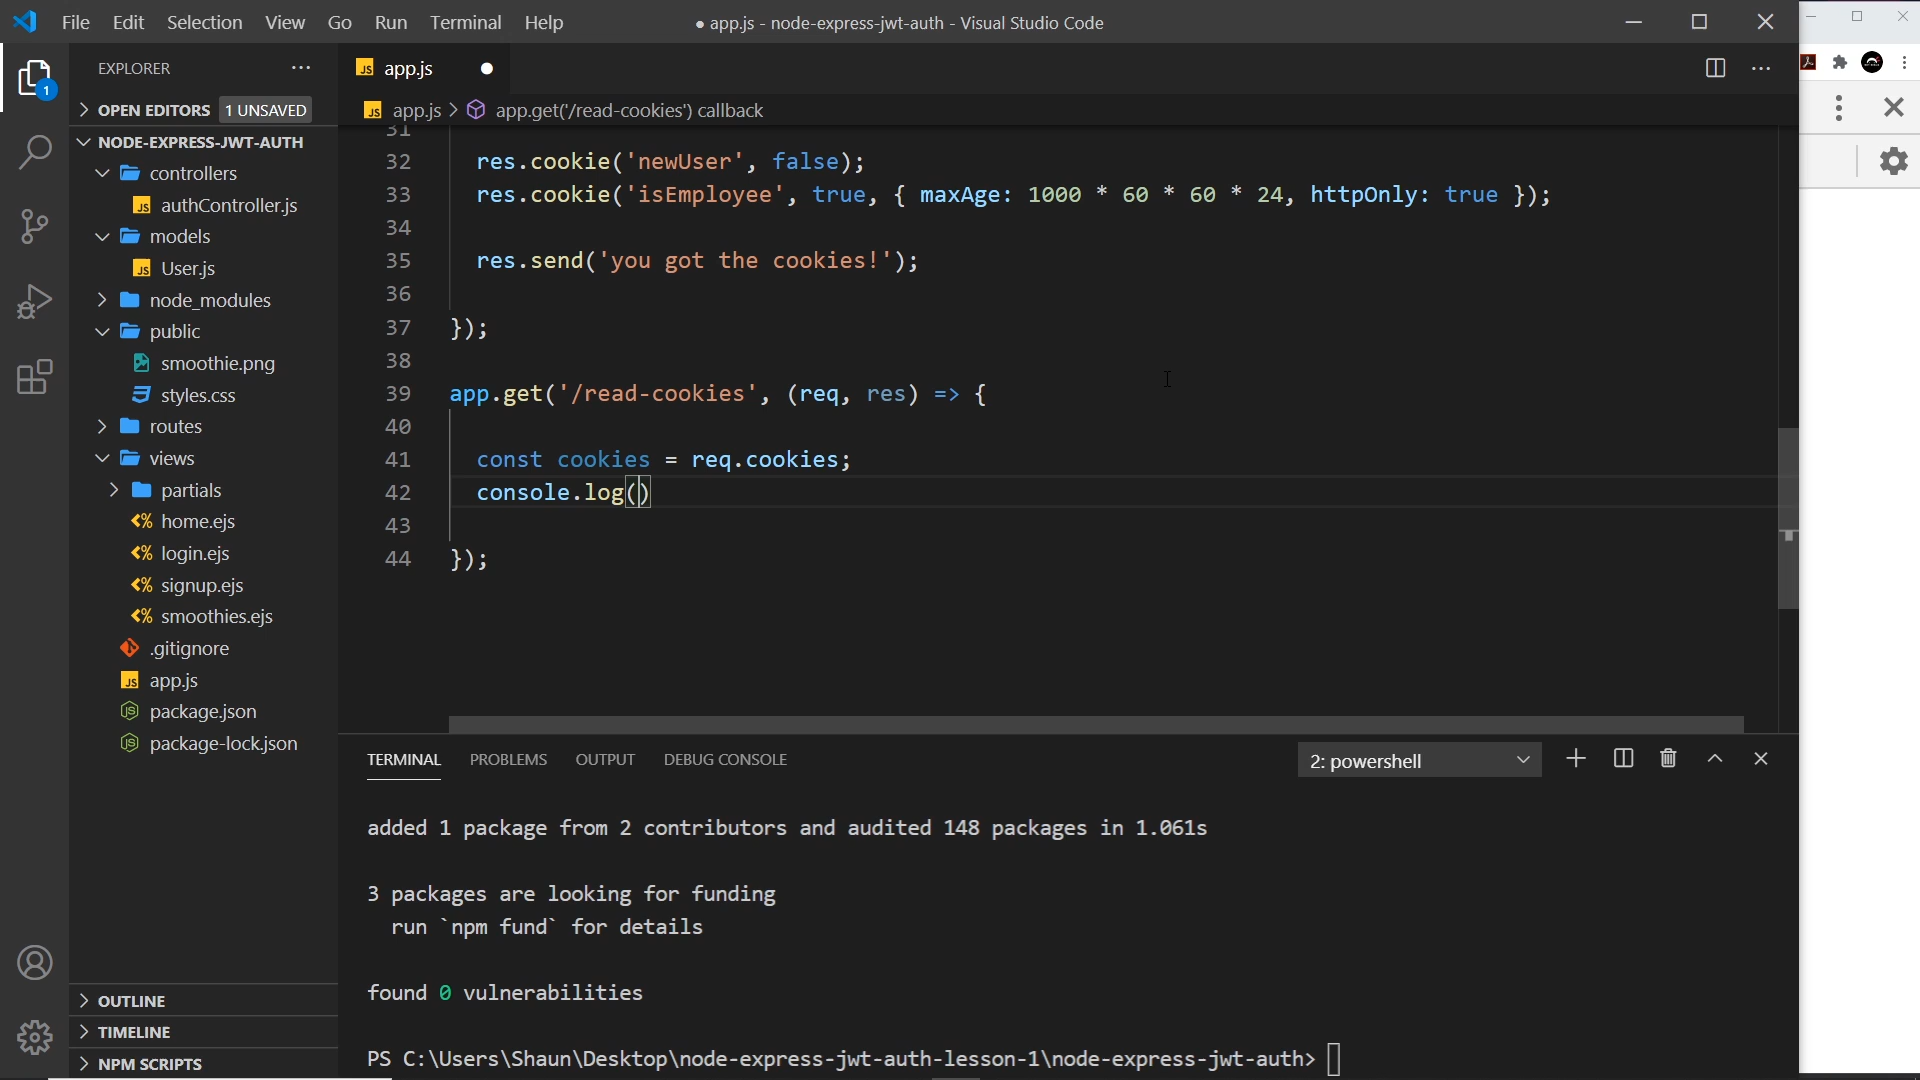 File Edit Selection View Go Run Terminal Help
● app.js - node-express-jwt-auth - Visual Studio Code
EXPLORER
1
OPEN EDITORS 1 UNSAVED
NODE-EXPRESS-JWT-AUTH
controllers
JS authController.js
models
JS User.js
node_modules
public
smoothie.png
styles.css
routes
views
partials
<% home.ejs
<% login.ejs
<% signup.ejs
<% smoothies.ejs
.gitignore
JS app.js
package.json
package-lock.json
OUTLINE
TIMELINE
NPM SCRIPTS
JS app.js ●
JS app.js > app.get('/read-cookies') callback
31
32 res.cookie('newUser', false);
33 res.cookie('isEmployee', true, { maxAge: 1000 * 60 * 60 * 24, httpOnly: true });
34
35 res.send('you got the cookies!');
36
37 });
38
39 app.get('/read-cookies', (req, res) => {
40
41 const cookies = req.cookies;
42 console.log()
43
44 });
TERMINAL PROBLEMS OUTPUT DEBUG CONSOLE
2: powershell
added 1 package from 2 contributors and audited 148 packages in 1.061s
3 packages are looking for funding
run `npm fund` for details
found 0 vulnerabilities
PS C:\Users\Shaun\Desktop\node-express-jwt-auth-lesson-1\node-express-jwt-auth>